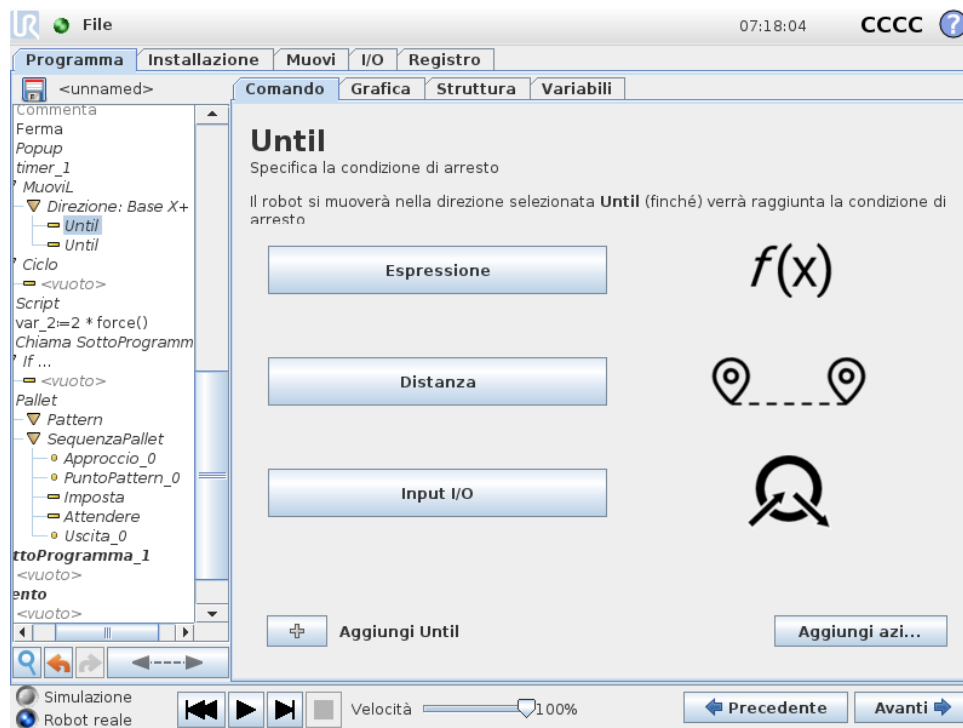 UR File 07:18:04 CCCC ?
Programma Installazione Muovi I/O Registro
<unnamed> Comando Grafica Struttura Variabili
Commenta
Ferma
Popup
timer_1
MuoviL
Direzione: Base X+
Until
Until
Ciclo
<vuoto>
Script
var_2:=2 * force()
Chiama SottoProgramm
If ...
<vuoto>
Pallet
Pattern
SequenzaPallet
Approccio_0
PuntoPattern_0
Imposta
Attendere
Uscita_0
ttoProgramma_1
<vuoto>
ento
<vuoto>
Until
Specifica la condizione di arresto
Il robot si muoverà nella direzione selezionata Until (finché) verrà raggiunta la condizione di
arresto
Espressione f(x)
Distanza
Input I/O
Aggiungi Until Aggiungi azi...
Simulazione
Robot reale
Velocità 100% Precedente Avanti